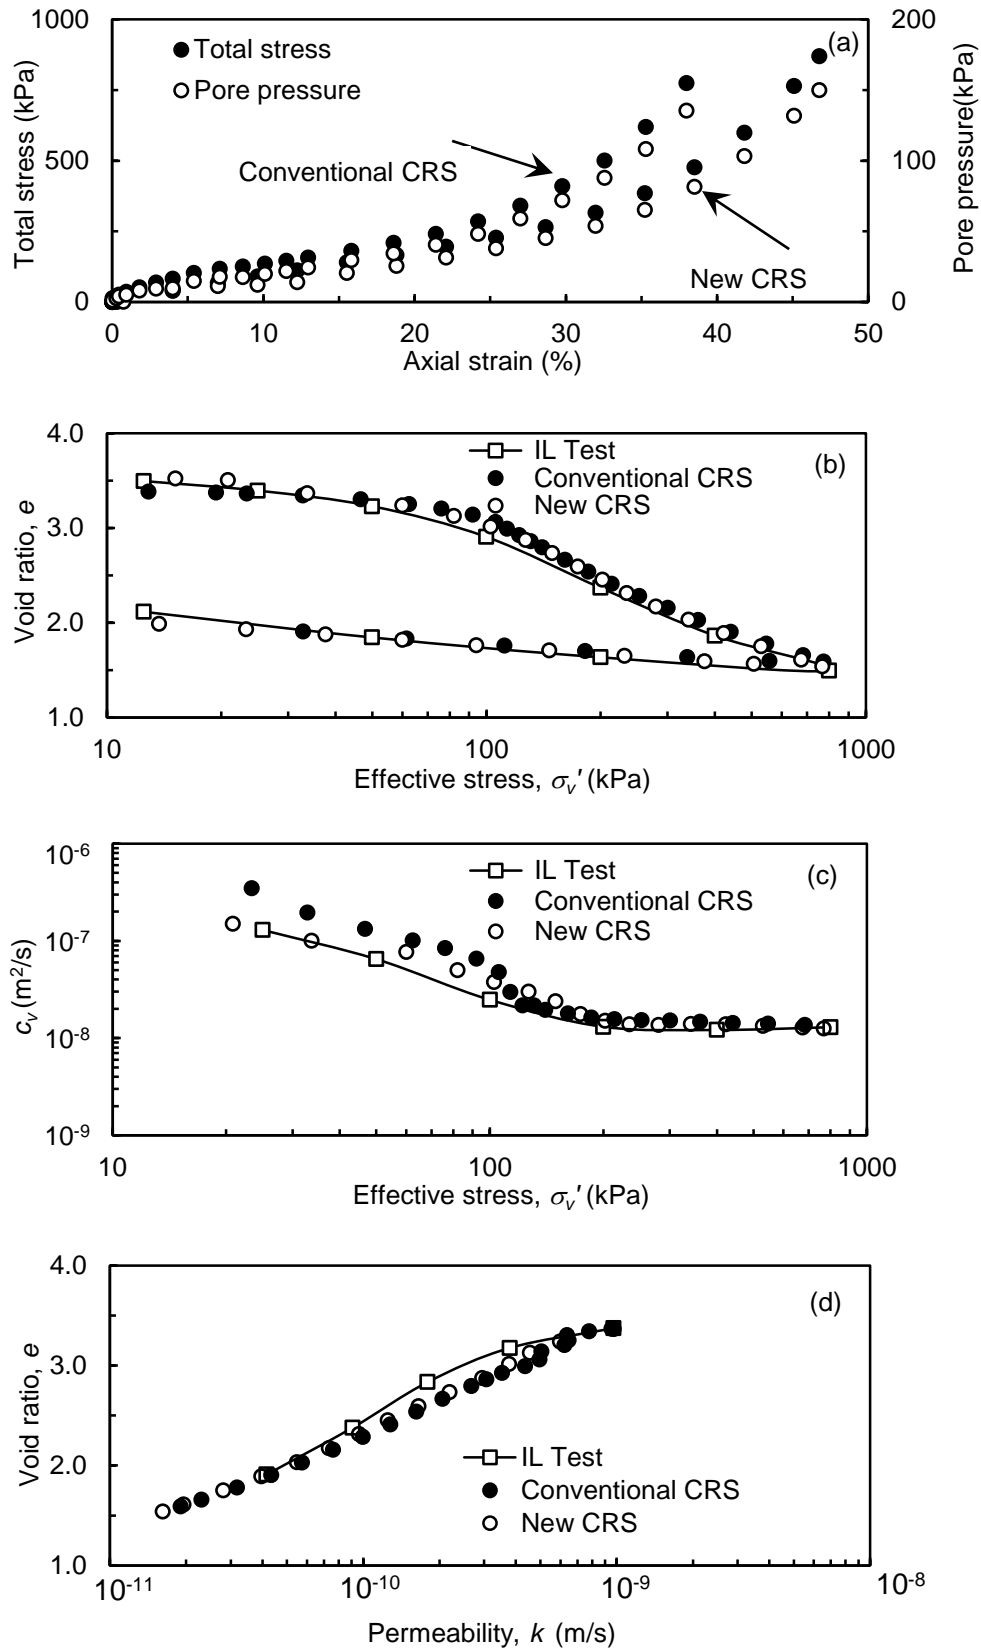 1000
200
(a)
Total stress
Pore pressure
Total stress (kPa)
Pore pressure(kPa)
500
100
Conventional CRS
New CRS
0
0
0 10 20 30 40 50
Axial strain (%)
4.0
IL Test
(b)
Conventional CRS
New CRS
3.0
Void ratio, e
2.0
1.0
10 100 1000
Effective stress, σv' (kPa)
10-6
IL Test
(c)
Conventional CRS
New CRS
10-7
cv (m2/s)
10-8
10-9
10 100 1000
Effective stress, σv' (kPa)
4.0
(d)
3.0
Void ratio, e
2.0
IL Test
Conventional CRS
New CRS
1.0
10-11 10-10 10-9 10-8
Permeability, k (m/s)